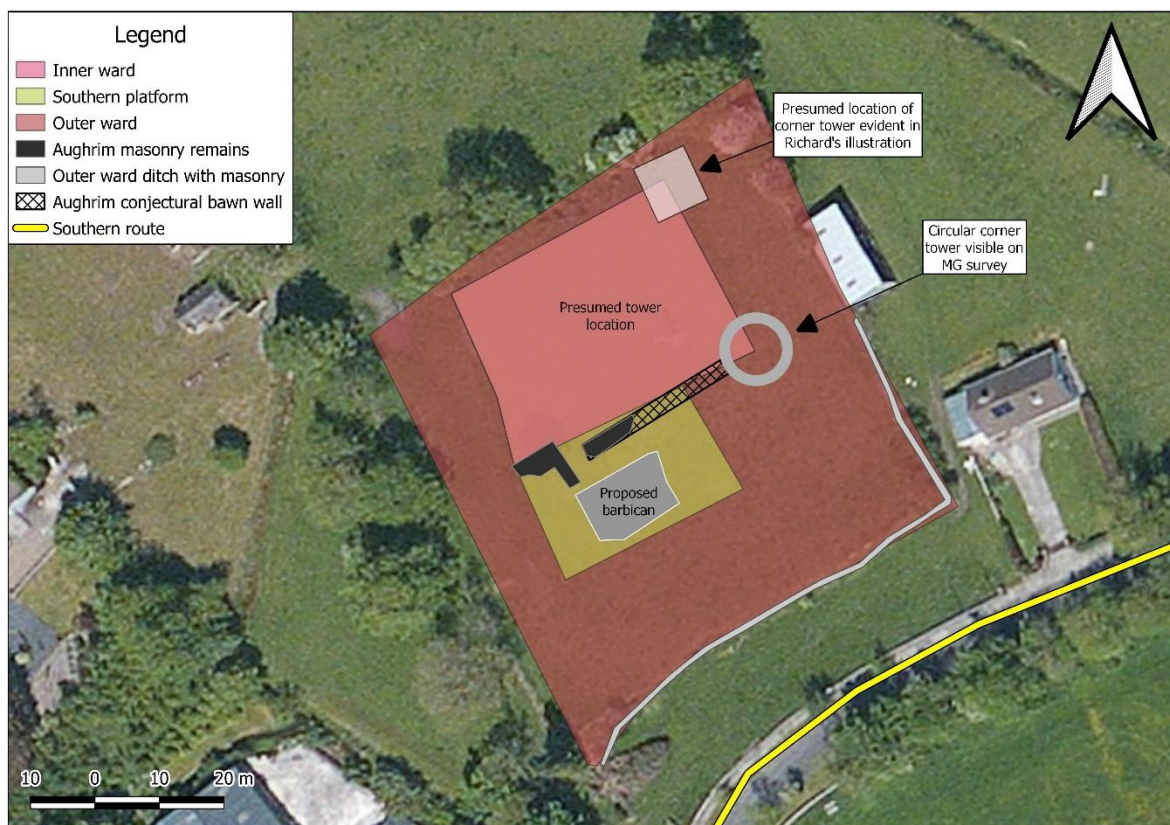 Legend
Inner ward
Southern platform
Outer ward
Aughrim masonry remains
Outer ward ditch with masonry
Aughrim conjectural bawn wall
Southern route
Presumed location of
corner tower evident in
Richard's illustration
Circular corner
tower visible on
MG survey
Presumed tower
location
Proposed
barbican
10 0 10 20 m